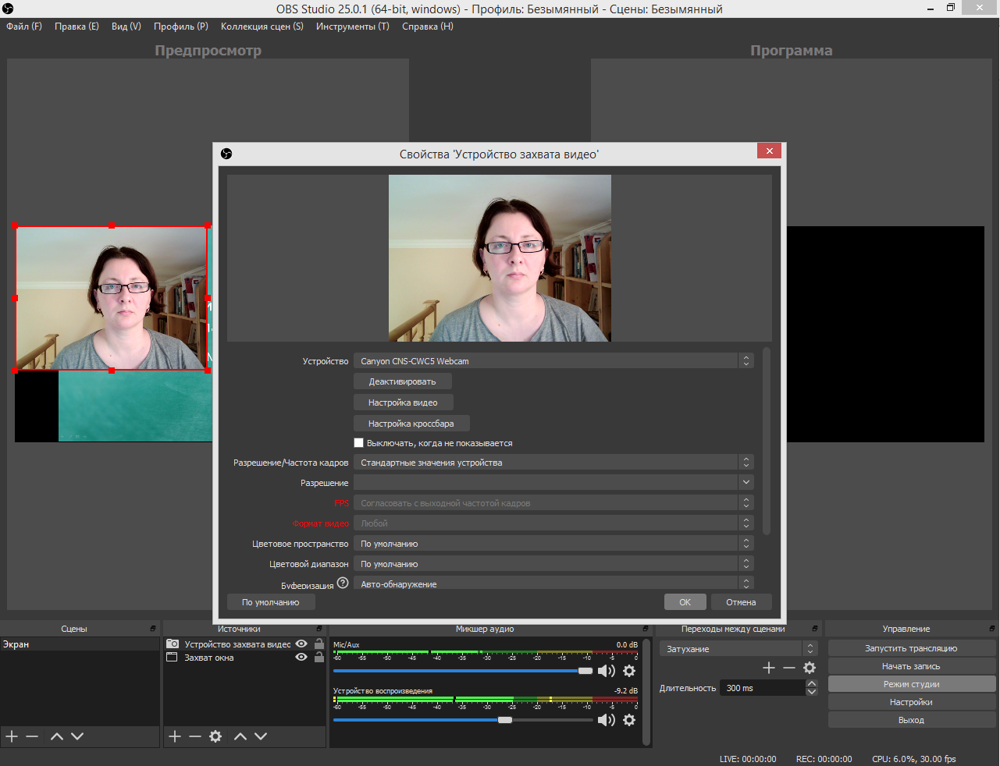 OBS Studio 25.0.1 (64-bit, windows) - Профиль: Безымянный - Сцены: Безымянный
Файл (F) Правка (E) Вид (V) Профиль (P) Коллекция сцен (S) Инструменты (T) Справка (H)
Предпросмотр
Программа
Свойства 'Устройство захвата видео'
Устройство Canyon CNS-CWC5 Webcam
Деактивировать
Настройка видео
Настройка кроссбара
Выключать, когда не показывается
Разрешение/Частота кадров Стандартные значения устройства
Разрешение
FPS Согласовать с выходной частотой кадров
Формат видео Любой
Цветовое пространство По умолчанию
Цветовой диапазон По умолчанию
Буферизация Авто-обнаружение
По умолчанию OK Отмена
Сцены
Экран
Источники
Устройство захвата видео
Захват окна
Микшер аудио
Mic/Aux 0.0 dB
-60 -55 -50 -45 -40 -35 -30 -25 -20 -15 -10 -5 0
Устройство воспроизведения -9.2 dB
-60 -55 -50 -45 -40 -35 -30 -25 -20 -15 -10 -5 0
Переходы между сценами
Затухание
Длительность 300 ms
Управление
Запустить трансляцию
Начать запись
Режим студии
Настройки
Выход
LIVE: 00:00:00 REC: 00:00:00 CPU: 6.0%, 30.00 fps